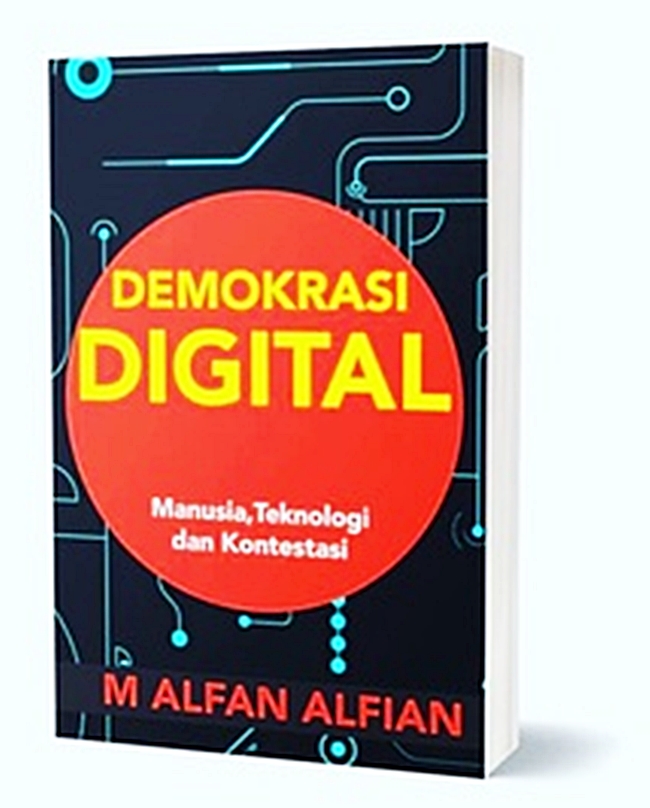 DEMOKRASI
DIGITAL
Manusia,Teknologi
dan Kontestasi
M ALFAN ALFIAN